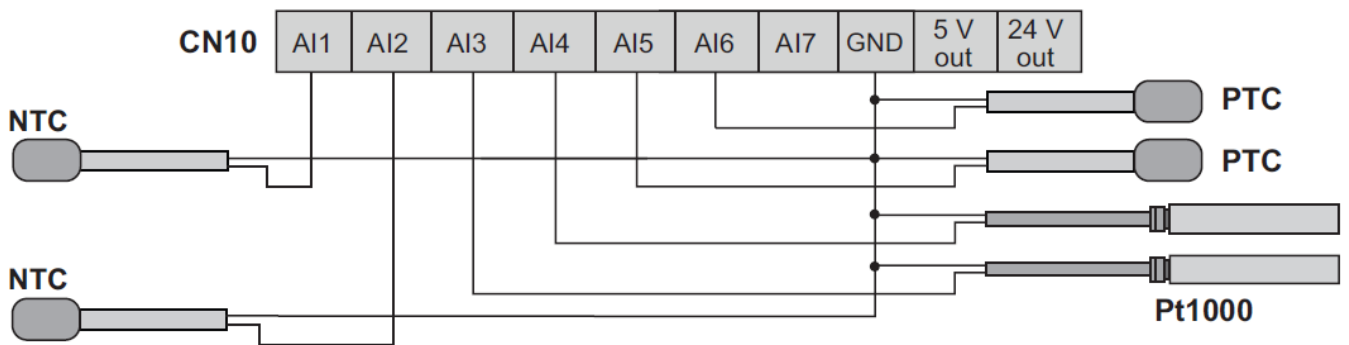 CN10 AI1 AI2 AI3 AI4 AI5 AI6 AI7 GND 5 V out 24 V out
PTC
NTC
PTC
NTC
Pt1000